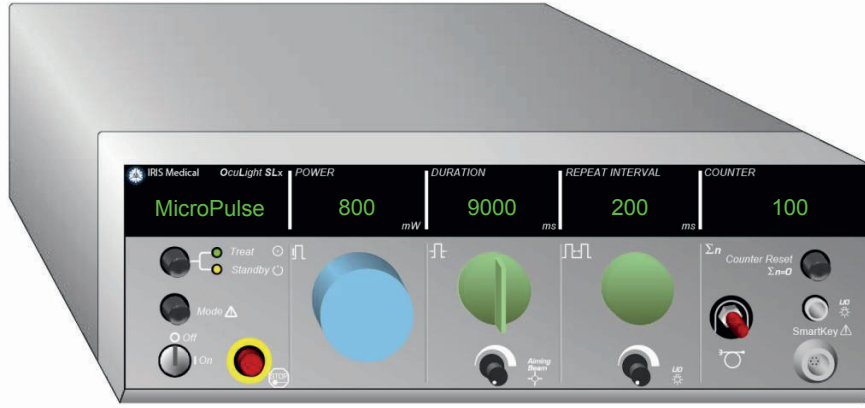 IRIS Medical OcuLight SLx
MicroPulse
POWER
800
mW
DURATION
9000
ms
REPEAT INTERVAL
200
ms
COUNTER
100
Treat
Standby
Mode
Off
On
STOP
Aiming
Beam
Σn
Counter Reset
Σn=0
SmartKey